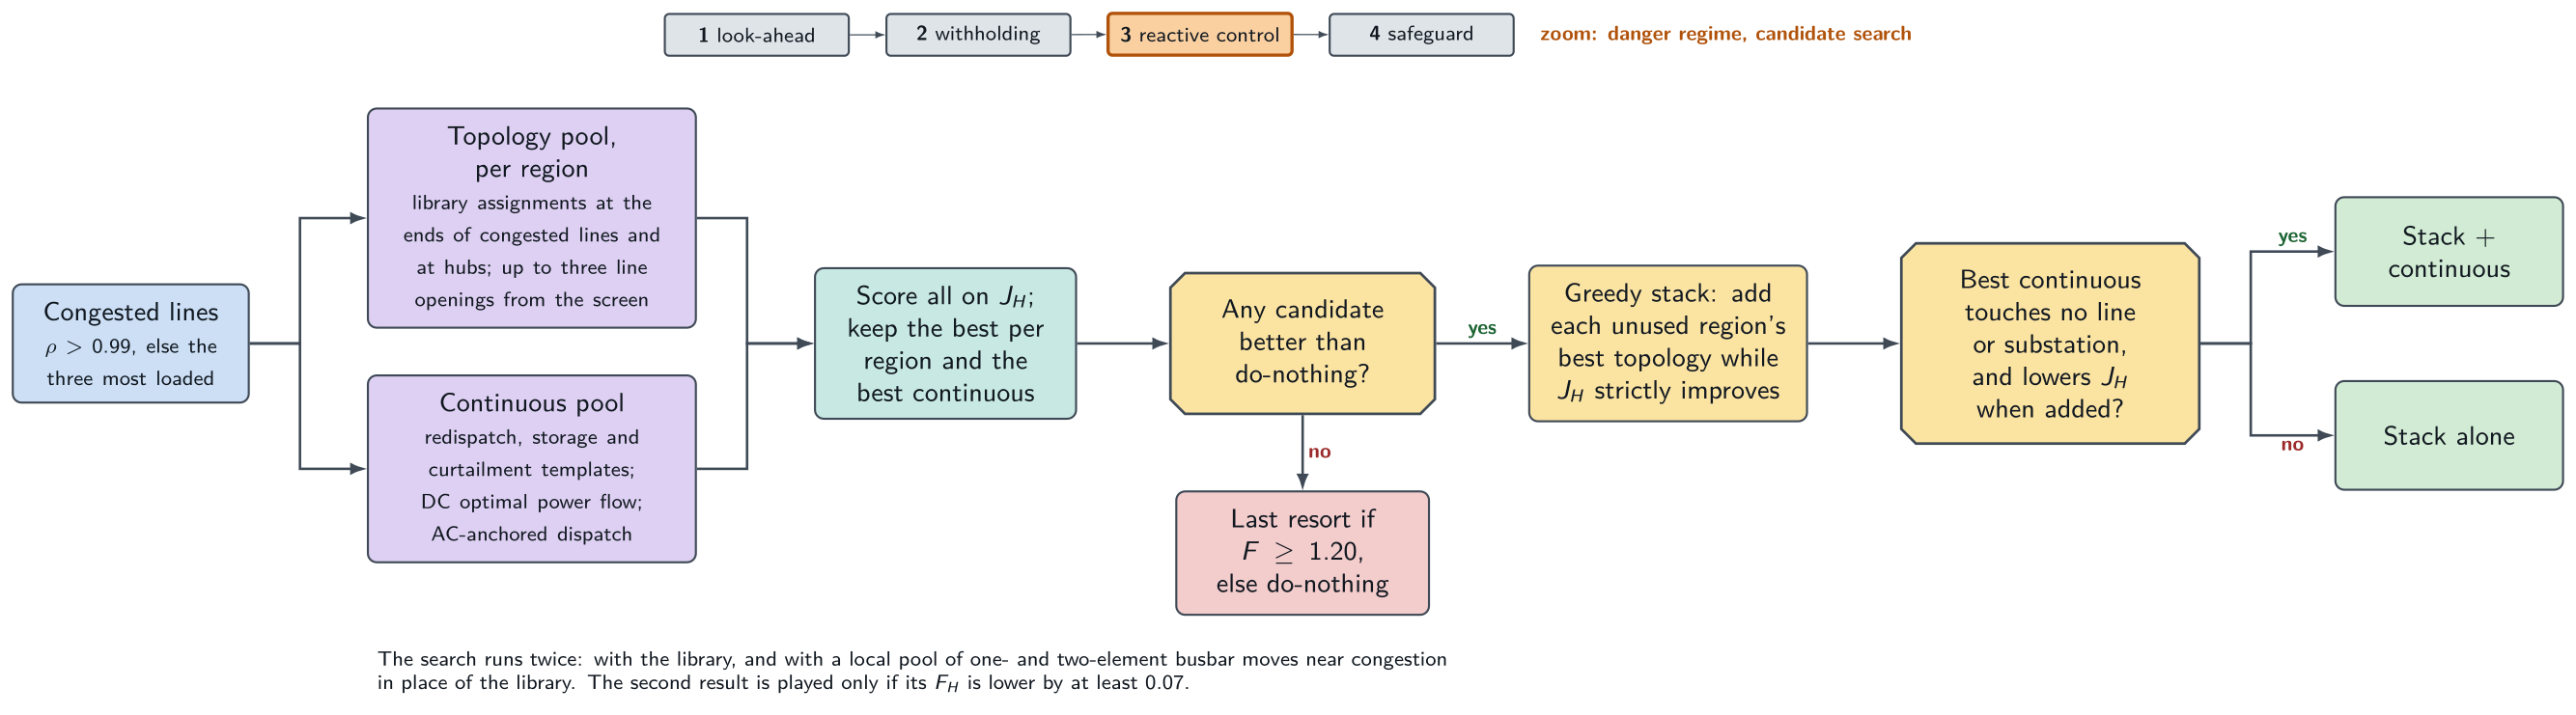 1 look-ahead
2 withholding
3 reactive control
4 safeguard
zoom: danger regime, candidate search
Congested lines
ρ > 0.99, else the
three most loaded
Topology pool,
per region
library assignments at the
ends of congested lines and
at hubs; up to three line
openings from the screen
Continuous pool
redispatch, storage and
curtailment templates;
DC optimal power flow;
AC-anchored dispatch
Score all on J_H;
keep the best per
region and the
best continuous
Any candidate
better than
do-nothing?
yes
no
Last resort if
F ≥ 1.20,
else do-nothing
Greedy stack: add
each unused region's
best topology while
J_H strictly improves
Best continuous
touches no line
or substation,
and lowers J_H
when added?
yes
Stack +
continuous
no
Stack alone
The search runs twice: with the library, and with a local pool of one- and two-element busbar moves near congestion
in place of the library. The second result is played only if its F_H is lower by at least 0.07.